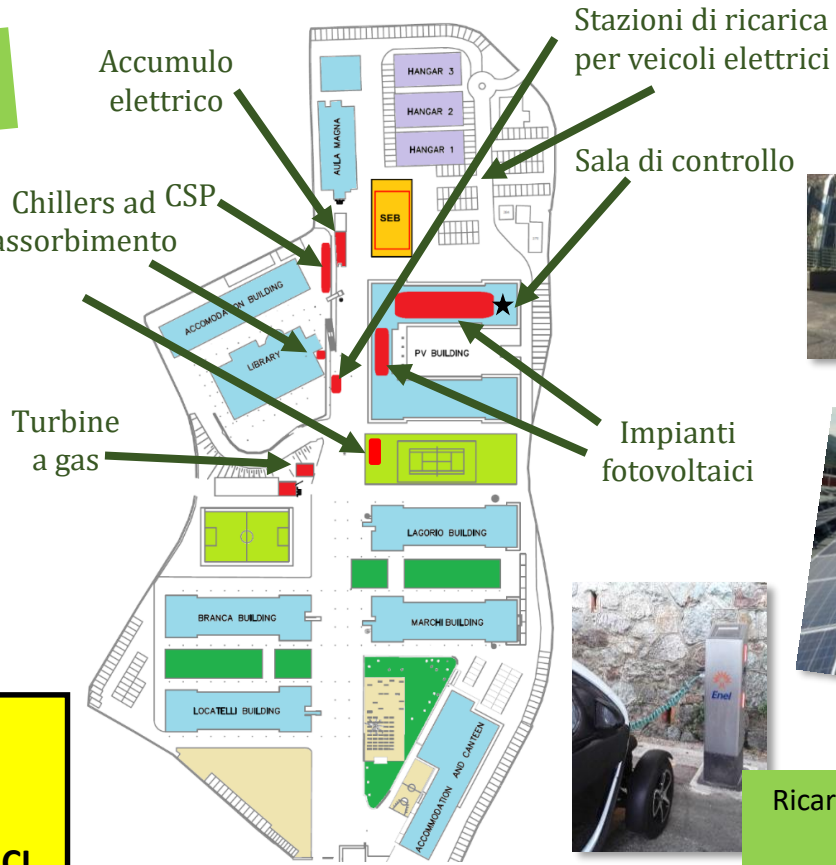 Stazioni di ricarica
per veicoli elettrici
Accumulo
elettrico
Sala di controllo
Chillers ad
assorbimento
CSP
Turbine
a gas
Impianti
fotovoltaici
HANGAR 3
HANGAR 2
HANGAR 1
AULA MAGNA
SEB
ACCOMODATION BUILDING
LIBRARY
PV BUILDING
LAGORIO BUILDING
BRANCA BUILDING
MARCHI BUILDING
LOCATELLI BUILDING
ACCOMMODATION AND CANTEEN
Enel
Ricar
CI